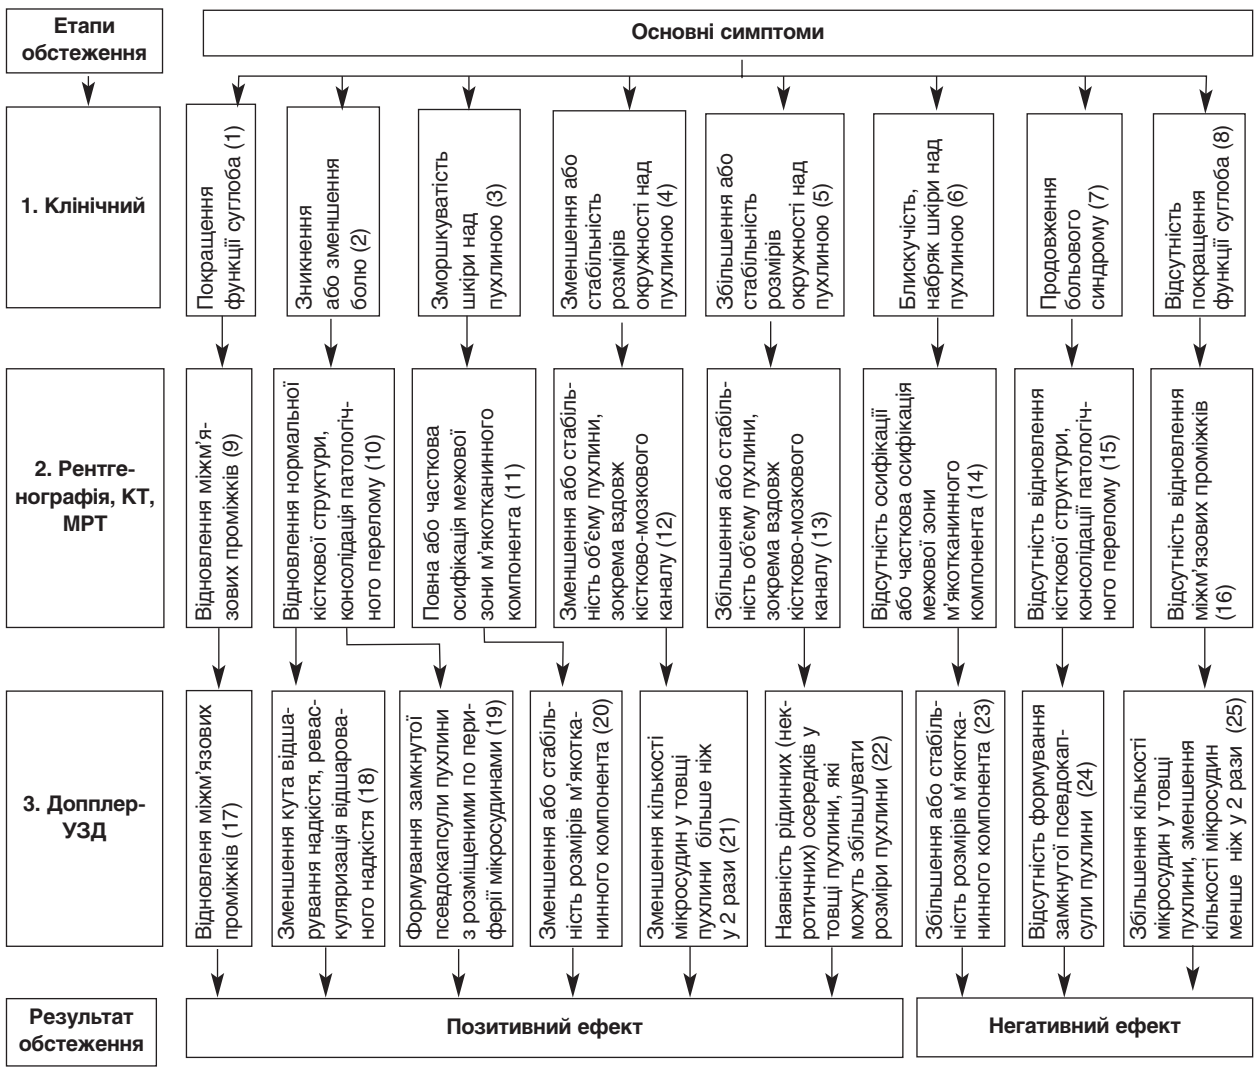 Етапи
обстеження
Основні симптоми
1. Клінічний
Покращення
функції суглоба (1)
Зникнення
або зменшення
болю (2)
Зморшкуватість
шкіри над
пухлиною (3)
Зменшення або
стабільність
розмірів
окружності над
пухлиною (4)
Збільшення або
стабільність
розмірів
окружності над
пухлиною (5)
Блискучість,
набряк шкіри над
пухлиною (6)
Продовження
больового
синдрому (7)
Відсутність
покращення
функції суглоба (8)
2. Рентге-
нографія, КТ,
МРТ
Відновлення міжм'я-
зових проміжків (9)
Відновлення нормальної
кісткової структури,
консолідація патологіч-
ного перелому (10)
Повна або часткова
осифікація межової
зони м'якотканинного
компонента (11)
Зменшення або стабіль-
ність об'єму пухлини,
зокрема вздовж
кістково-мозкового
каналу (12)
Збільшення або стабіль-
ність об'єму пухлини,
зокрема вздовж
кістково-мозкового
каналу (13)
Відсутність осифікації
або часткова осифікація
межової зони
м'якотканинного
компонента (14)
Відсутність відновлення
кісткової структури,
консолідації патологіч-
ного перелому (15)
Відсутність відновлення
міжм'язових проміжків
(16)
3. Допплер-
УЗД
Відновленя міжм'язових
проміжків (17)
Зменшення кута відша-
рування надкістя, ревас-
куляризація відшарова-
ного надкістя (18)
Формування замкнутої
псевдокапсули пухлини
з розміщеними по пери-
ферії мікросудинами (19)
Зменшення або стабіль-
ність розмірів м'якотка-
нинного компонента (20)
Зменшення кількості
мікросудин у товщі
пухлини більше ніж
у 2 рази (21)
Наявність рідинних (нек-
ротичних) осередків у
товщі пухлини, які
можуть збільшувати
розміри пухлини (22)
Збільшення або стабіль-
ність розмірів м'якотка-
нинного компонента (23)
Відсутність формування
замкнутої псевдокап-
сули пухлини (24)
Збільшення кількості
мікросудин у товщі
пухлини, зменшення
кількості мікросудин
менше ніж у 2 рази (25)
Результат
обстеження
Позитивний ефект
Негативний ефект